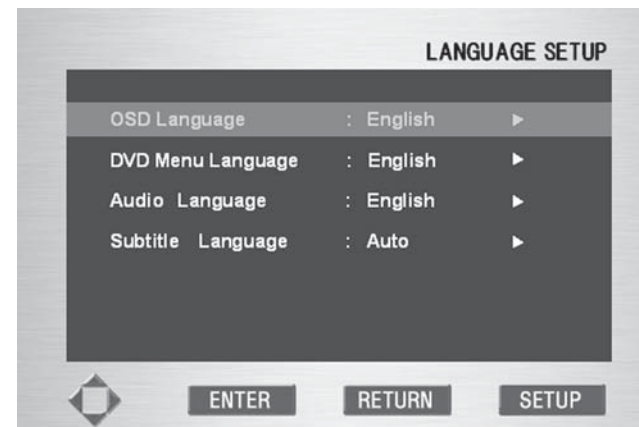 LANGUAGE SETUP
OSD Language : English ►
DVD Menu Language : English ►
Audio Language : English ►
Subtitle Language : Auto ►
ENTER RETURN SETUP